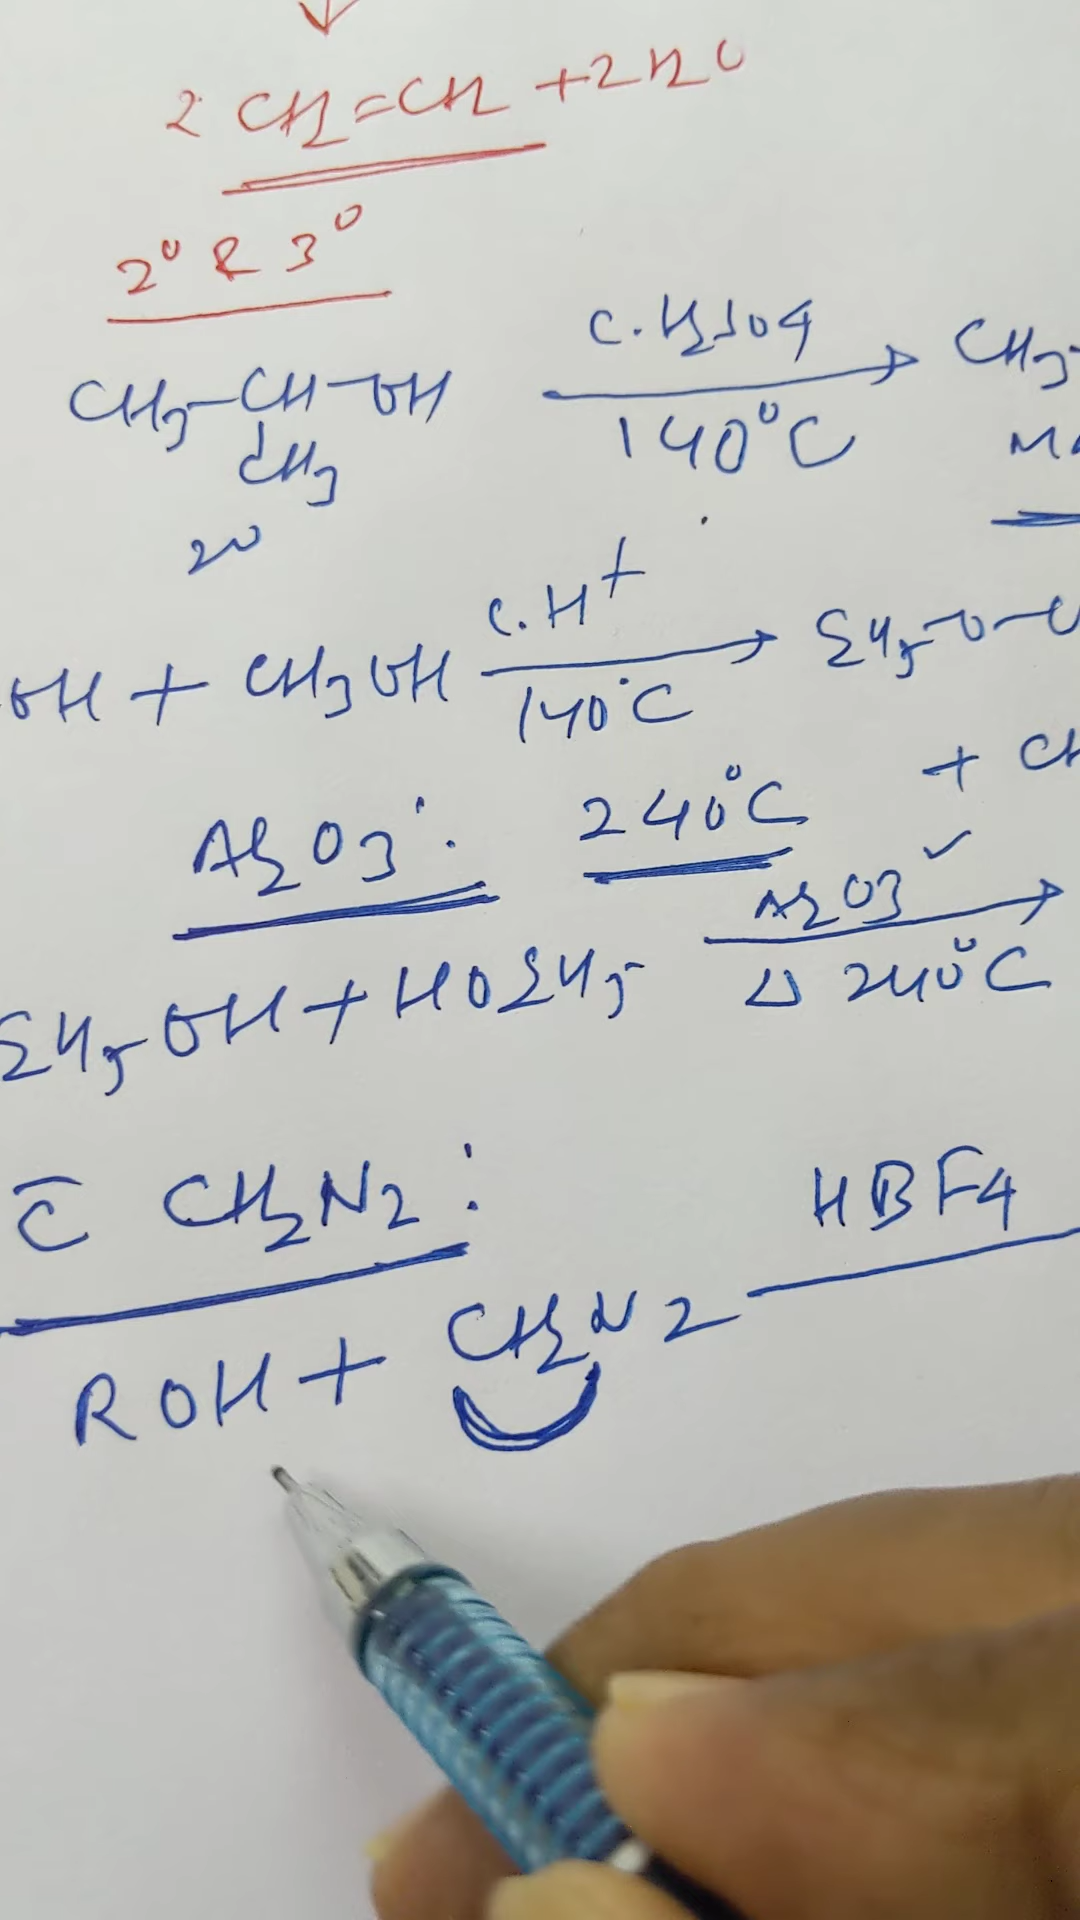 2 CH2=CH2 + 2H2O
2° & 3°
C.H2SO4
CH3-CH-OH → CH3-
CH3 140°C
2°
C.H+
OH + CH3OH → C2H5-O-C
140°C
+ CH
Al2O3: 240°C
Al2O3 ✓
C2H5OH + HOC2H5 →
Δ 240°C
c̄ CH2N2:
HBF4
ROH + CH2N2